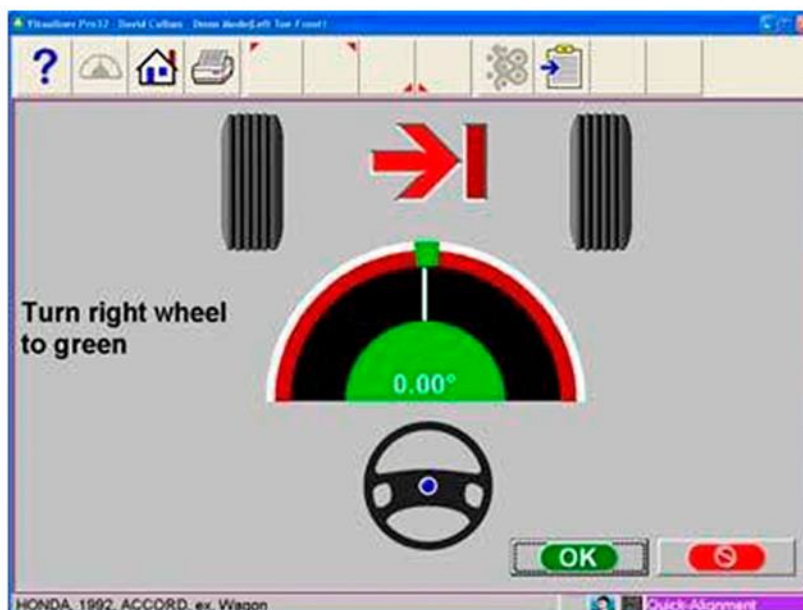 ?
Turn right wheel
to green
0.00°
OK
HONDA, 1992, ACCORD, ex. Wagon
Quick-Alignment